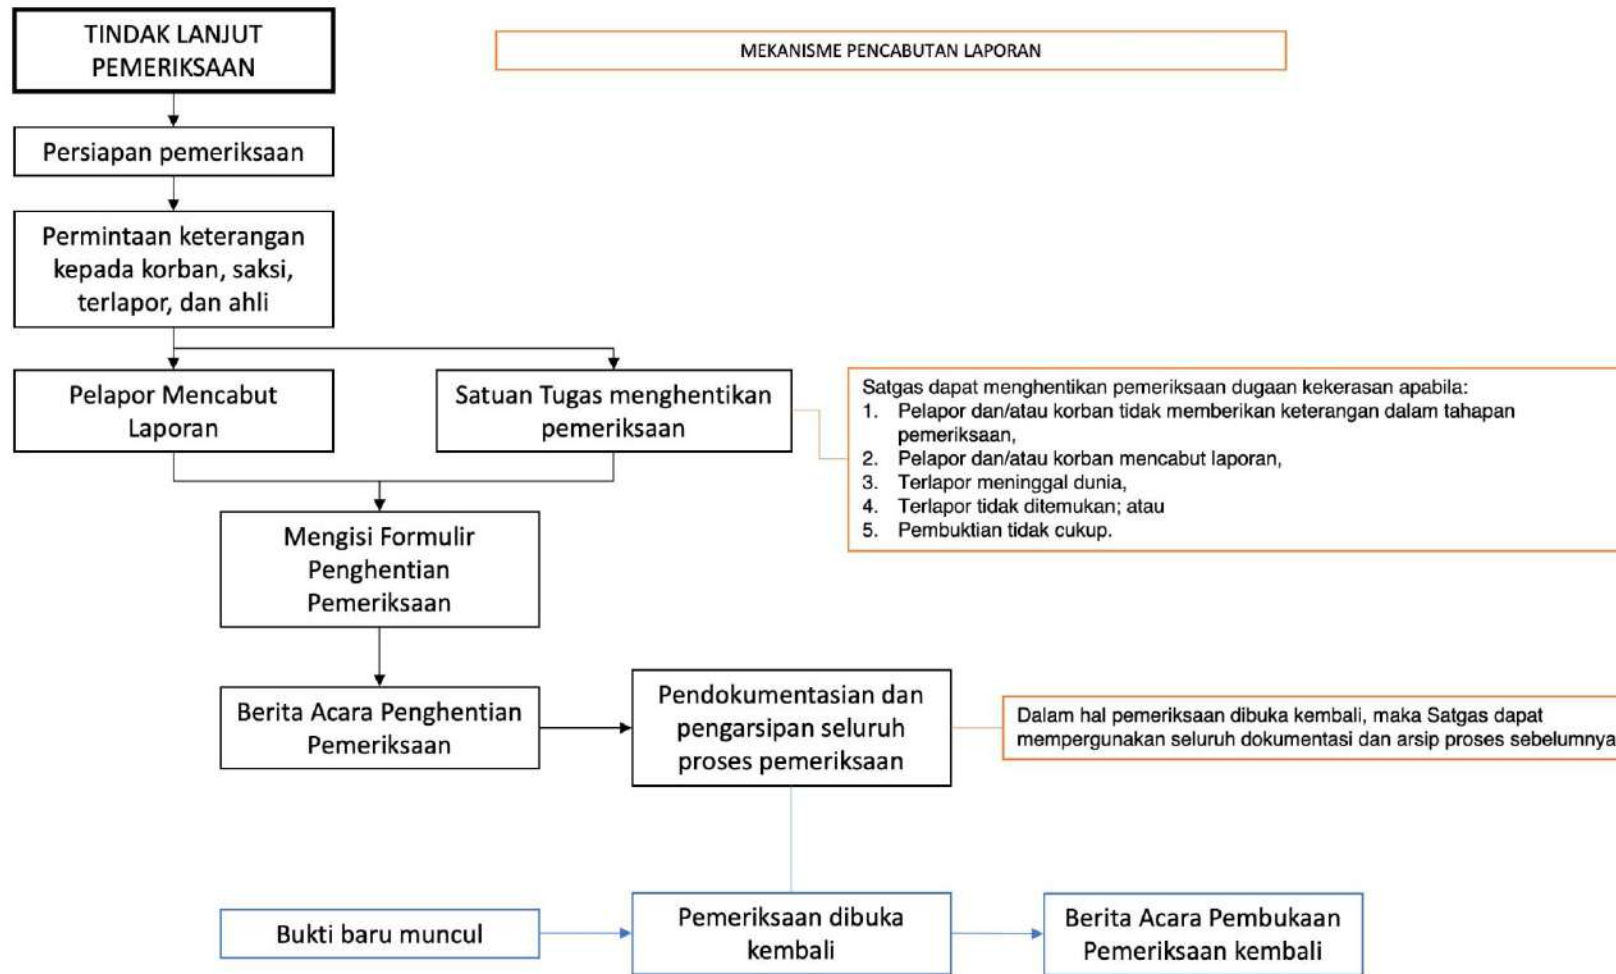 TINDAK LANJUT
PEMERIKSAAN
MEKANISME PENCABUTAN LAPORAN
Persiapan pemeriksaan
Permintaan keterangan
kepada korban, saksi,
terlapor, dan ahli
Pelapor Mencabut
Laporan
Satuan Tugas menghentikan
pemeriksaan
Satgas dapat menghentikan pemeriksaan dugaan kekerasan apabila:
1. Pelapor dan/atau korban tidak memberikan keterangan dalam tahapan
pemeriksaan,
2. Pelapor dan/atau korban mencabut laporan,
3. Terlapor meninggal dunia,
4. Terlapor tidak ditemukan; atau
5. Pembuktian tidak cukup.
Mengisi Formulir
Penghentian
Pemeriksaan
Berita Acara Penghentian
Pemeriksaan
Pendokumentasian dan
pengarsipan seluruh
proses pemeriksaan
Dalam hal pemeriksaan dibuka kembali, maka Satgas dapat
mempergunakan seluruh dokumentasi dan arsip proses sebelumnya
Bukti baru muncul
Pemeriksaan dibuka
kembali
Berita Acara Pembukaan
Pemeriksaan kembali